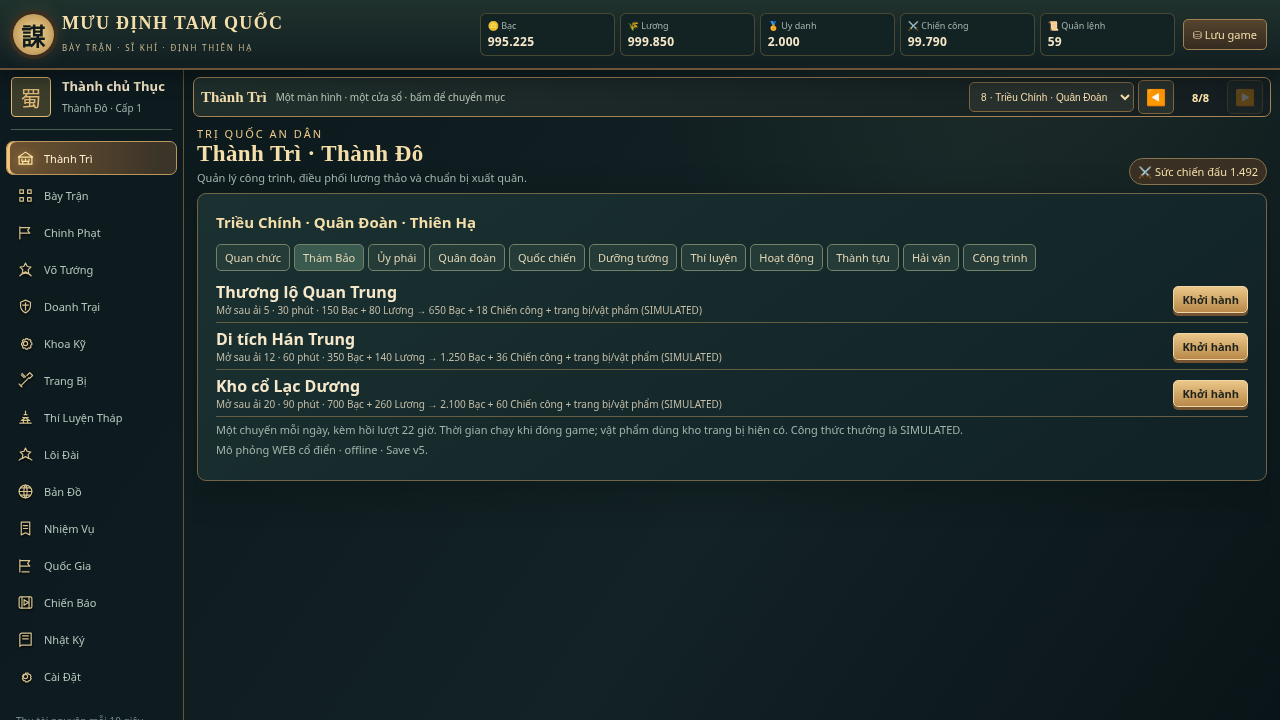 謀
MƯU ĐỊNH TAM QUỐC
BÀY TRẬN · SĨ KHÍ · ĐỊNH THIÊN HẠ
🪙 Bạc
995.225
🌾 Lương
999.850
🏅 Uy danh
2.000
⚔️ Chiến công
99.790
📜 Quân lệnh
59
⛁ Lưu game
蜀
Thành chủ Thục
Thành Đô · Cấp 1
Thành Trì
Bày Trận
Chinh Phạt
Võ Tướng
Doanh Trại
Khoa Kỹ
Trang Bị
Thí Luyện Tháp
Lôi Đài
Bản Đồ
Nhiệm Vụ
Quốc Gia
Chiến Báo
Nhật Ký
Cài Đặt
Thành Trì
Một màn hình · một cửa sổ · bấm để chuyển mục
8 · Triều Chính · Quân Đoàn
◀️
8/8
▶️
TRỊ QUỐC AN DÂN
Thành Trì · Thành Đô
Quản lý công trình, điều phối lương thảo và chuẩn bị xuất quân.
⚔️ Sức chiến đấu 1.492
Triều Chính · Quân Đoàn · Thiên Hạ
Quan chức Thám Bảo Ủy phái Quân đoàn Quốc chiến Dưỡng tướng Thí luyện Hoạt động Thành tựu Hải vận Công trình
Thương lộ Quan Trung
Mở sau ải 5 · 30 phút · 150 Bạc + 80 Lương → 650 Bạc + 18 Chiến công + trang bị/vật phẩm (SIMULATED)
Khởi hành
Di tích Hán Trung
Mở sau ải 12 · 60 phút · 350 Bạc + 140 Lương → 1.250 Bạc + 36 Chiến công + trang bị/vật phẩm (SIMULATED)
Khởi hành
Kho cổ Lạc Dương
Mở sau ải 20 · 90 phút · 700 Bạc + 260 Lương → 2.100 Bạc + 60 Chiến công + trang bị/vật phẩm (SIMULATED)
Khởi hành
Một chuyến mỗi ngày, kèm hồi lượt 22 giờ. Thời gian chạy khi đóng game; vật phẩm dùng kho trang bị hiện có. Công thức thưởng là SIMULATED.
Mô phỏng WEB cổ điển · offline · Save v5.